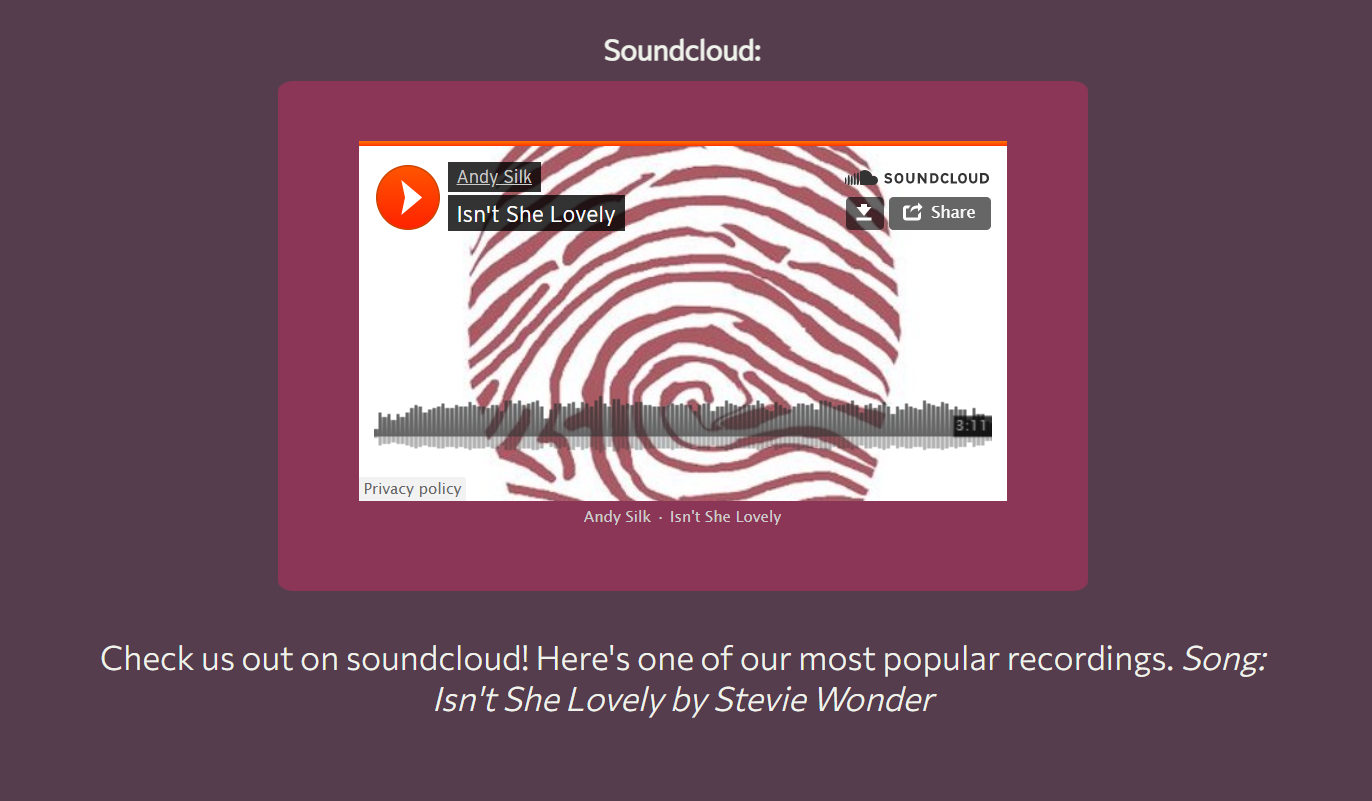 Soundcloud:
Andy Silk
SOUNDCLOUD
Isn't She Lovely
Share
3:11
Privacy policy
Andy Silk · Isn't She Lovely
Check us out on soundcloud! Here's one of our most popular recordings. Song:
Isn't She Lovely by Stevie Wonder